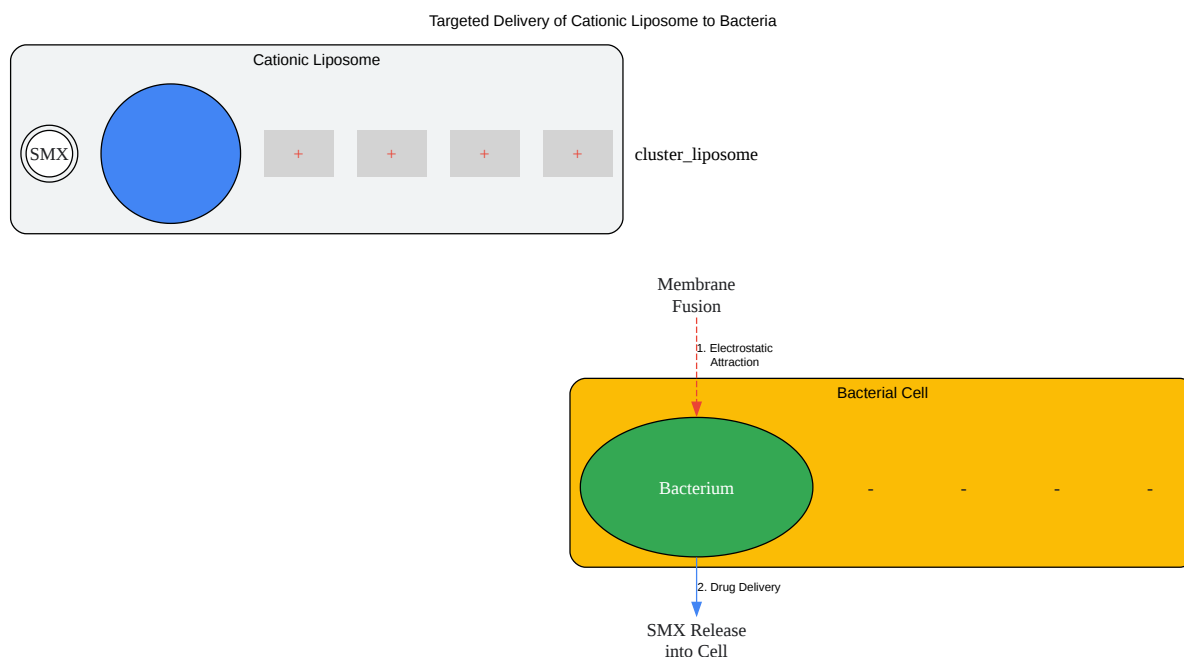 Targeted Delivery of Cationic Liposome to Bacteria
Cationic Liposome
SMX
+ + + +
cluster_liposome
Membrane
Fusion
1. Electrostatic
Attraction
Bacterial Cell
Bacterium
- - - -
2. Drug Delivery
SMX Release
into Cell